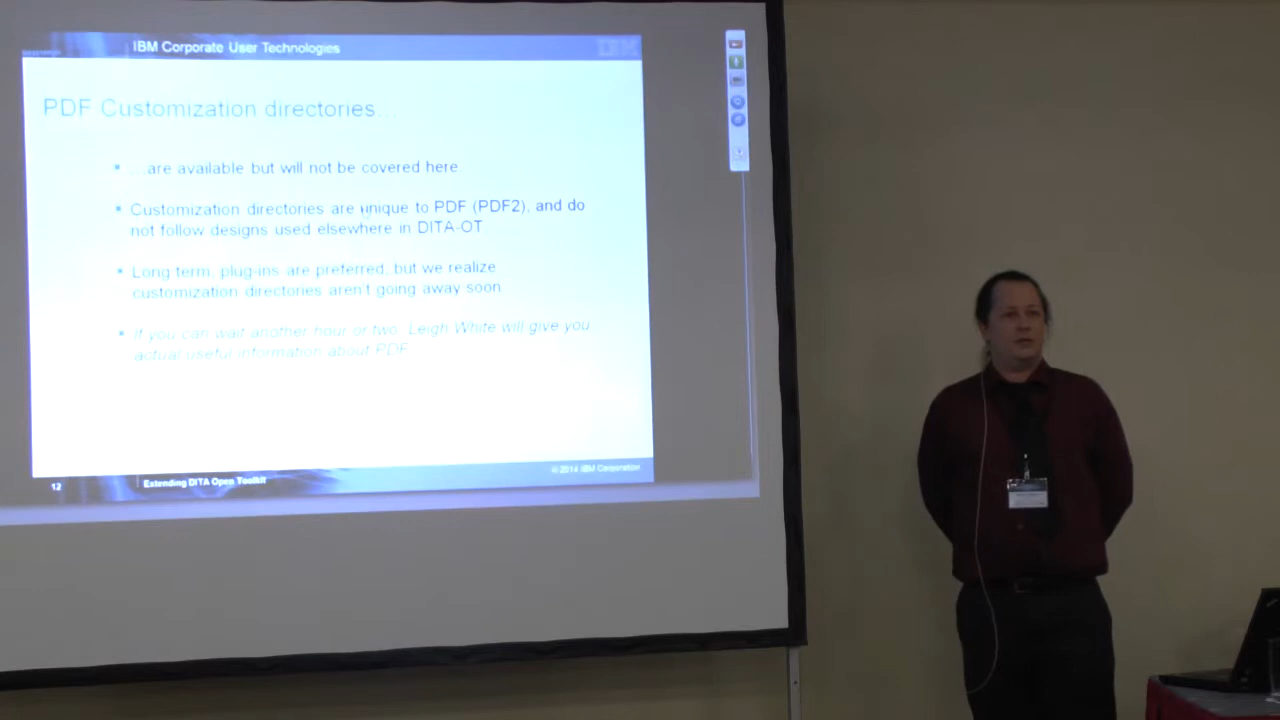 IBM Corporate User Technologies
IBM
PDF Customization directories...
...are available but will not be covered here.
Customization directories are unique to PDF (PDF2), and do
not follow designs used elsewhere in DITA-OT
Long term, plug-ins are preferred, but we realize
customization directories aren't going away soon
If you can wait another hour or two, Leigh White will give you
actual useful information about PDF
12
Extending DITA Open Toolkit
© 2014 IBM Corporation